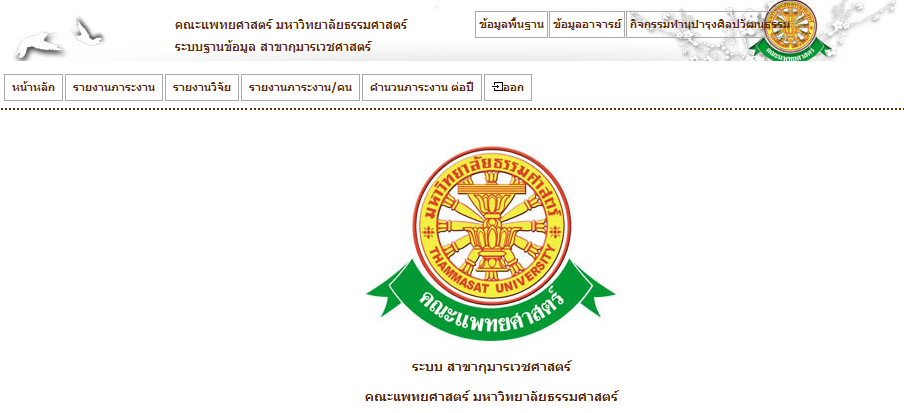 คณะแพทยศาสตร์ มหาวิทยาลัยธรรมศาสตร์
ระบบฐานข้อมูล สาขากุมารเวชศาสตร์
ข้อมูลพื้นฐาน ข้อมูลอาจารย์ กิจกรรมทำนุบำรุงศิลปวัฒนธรรม
หน้าหลัก รายงานภาระงาน รายงานวิจัย รายงานภาระงาน/คน คำนวนภาระงาน ต่อปี ออก
มหาวิทยาลัยธรรมศาสตร์
THAMMASAT UNIVERSITY
คณะแพทยศาสตร์
ระบบ สาขากุมารเวชศาสตร์
คณะแพทยศาสตร์ มหาวิทยาลัยธรรมศาสตร์